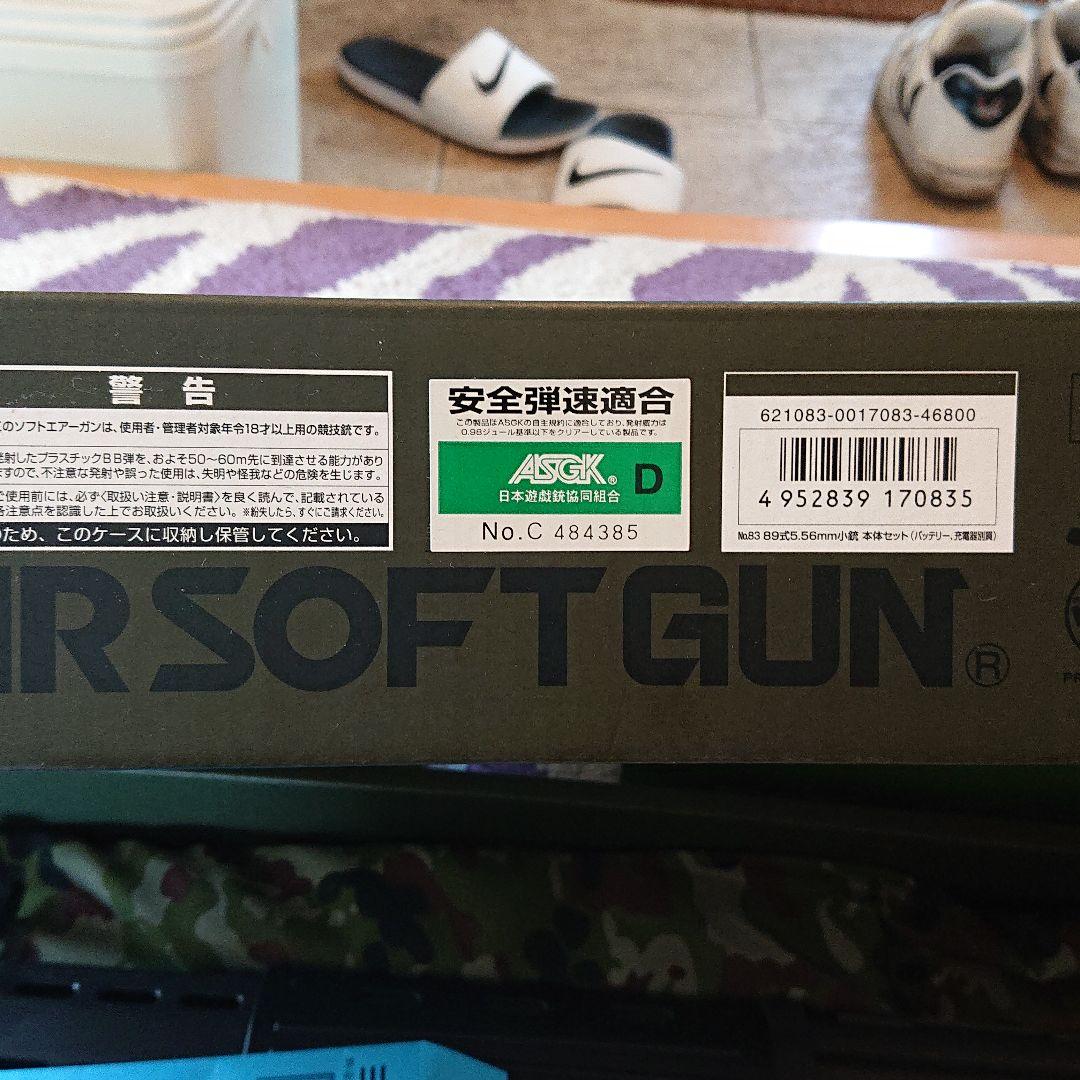 警告
このソフトエアーガンは、使用者・管理者対象年令18才以上用の競技銃です。
発射したプラスチックBB弾を、およそ50〜60m先に到達させる能力があり
ますので、不注意な発射や誤った使用は、失明や怪我などの危険を生じます。
ご使用前には、必ず〈取扱い注意・説明書〉を良く読んで、記載されている
各注意点を認識した上でお取扱いください。※紛失したら、すぐにご請求ください。
のため、このケースに収納し保管してください。
安全弾速適合
この製品はASGKの自主規約に適合しており、発射威力は
0.98ジュール基準以下をクリアーしている製品です。
ASGK® D
日本遊戯銃協同組合
No.C 484385
621083-0017083-46800
4 952839 170835
No.83 89式5.56mm小銃 本体セット(バッテリー、充電器別買)
IRSOFTGUN®